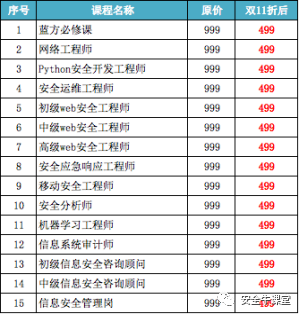 序号 课程名称 原价 双11折后
1 蓝方必修课 999 499
2 网络工程师 999 499
3 Python安全开发工程师 999 499
4 安全运维工程师 999 499
5 初级web安全工程师 999 499
6 中级web安全工程师 999 499
7 高级web安全工程师 999 499
8 安全应急响应工程师 999 499
9 移动安全工程师 999 499
10 安全分析师 999 499
11 机器学习工程师 999 499
12 信息系统审计师 999 499
13 初级信息安全咨询顾问 999 499
14 中级信息安全咨询顾问 999 499
15 信息安全管理岗 999 499
安全牛课堂